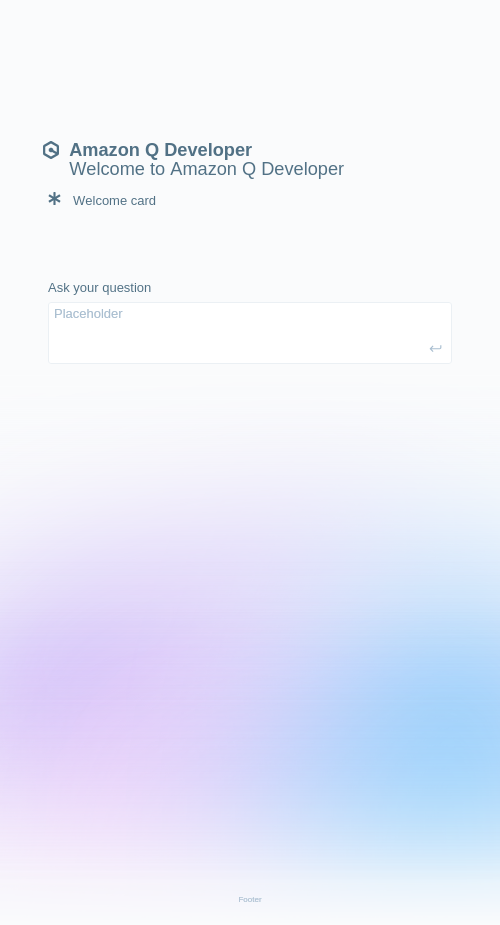 Amazon Q Developer
Welcome to Amazon Q Developer
Welcome card
Ask your question
Placeholder
Footer